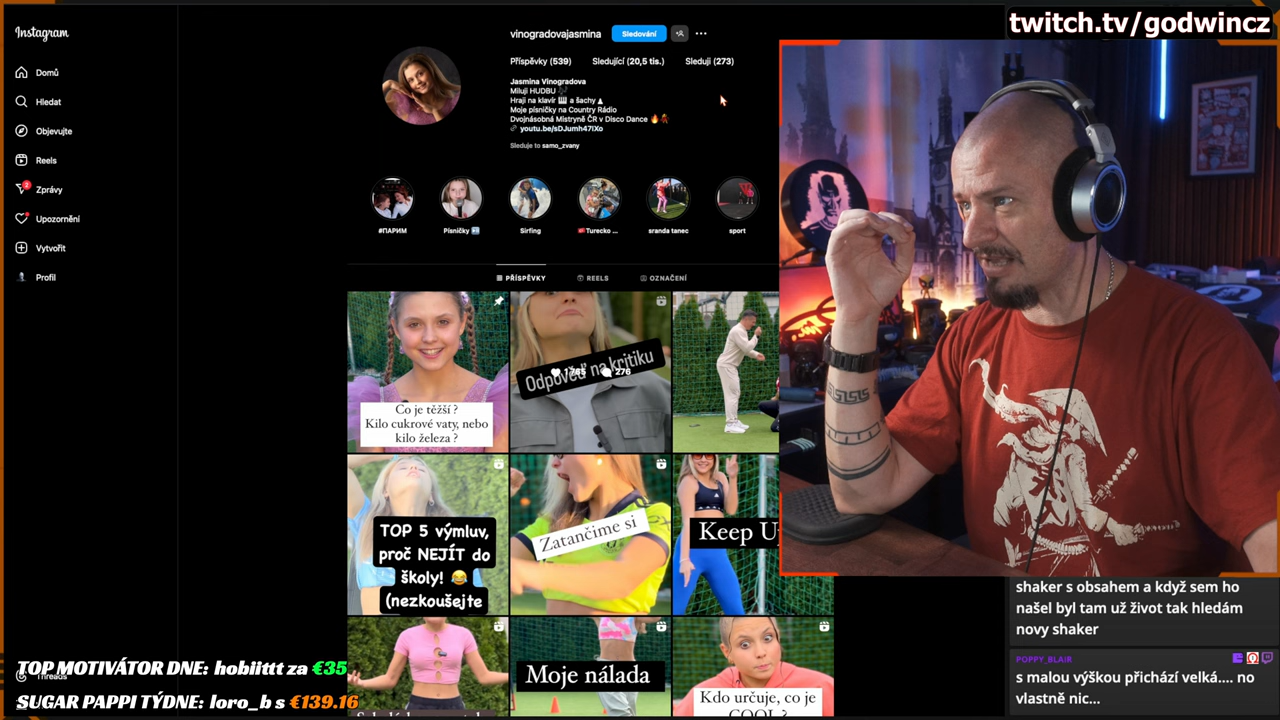 twitch.tv/godwincz
Instagram
Domů
Hledat
Objevujte
Reels
Zprávy
Upozornění
Vytvořit
Profil
Threads
vinogradovajasmina
Sledování
Příspěvky (539)
Sledující (20,5 tis.)
Sleduji (273)
Jasmina Vinogradova
Miluji HUDBU
Hraji na klavír a šachy
Moje písničky na Country Rádio
Dvojnásobná Mistryně ČR v Disco Dance
youtu.be/sDJumh47IXo
Sleduje to samo_zvany
#ПАРИМ
Písničky
Sirfing
Turecko ...
sranda tanec
sport
PŘÍSPĚVKY
REELS
OZNAČENÍ
Co je těžší ?
Kilo cukrové vaty, nebo
kilo železa ?
Odpověď na kritiku
276
TOP 5 výmluv,
proč NEJÍT do
školy! 😂
(nezkoušejte
Zatančíme si
Keep U
Moje nálada
Kdo určuje, co je
COOL ?
TOP MOTIVÁTOR DNE: hobiittt za €35
SUGAR PAPPI TÝDNE: loro_b s €139.16
shaker s obsahem a když sem ho
našel byl tam už život tak hledám
novy shaker
POPPY_BLAIR
s malou výškou přichází velká.... no
vlastně nic...